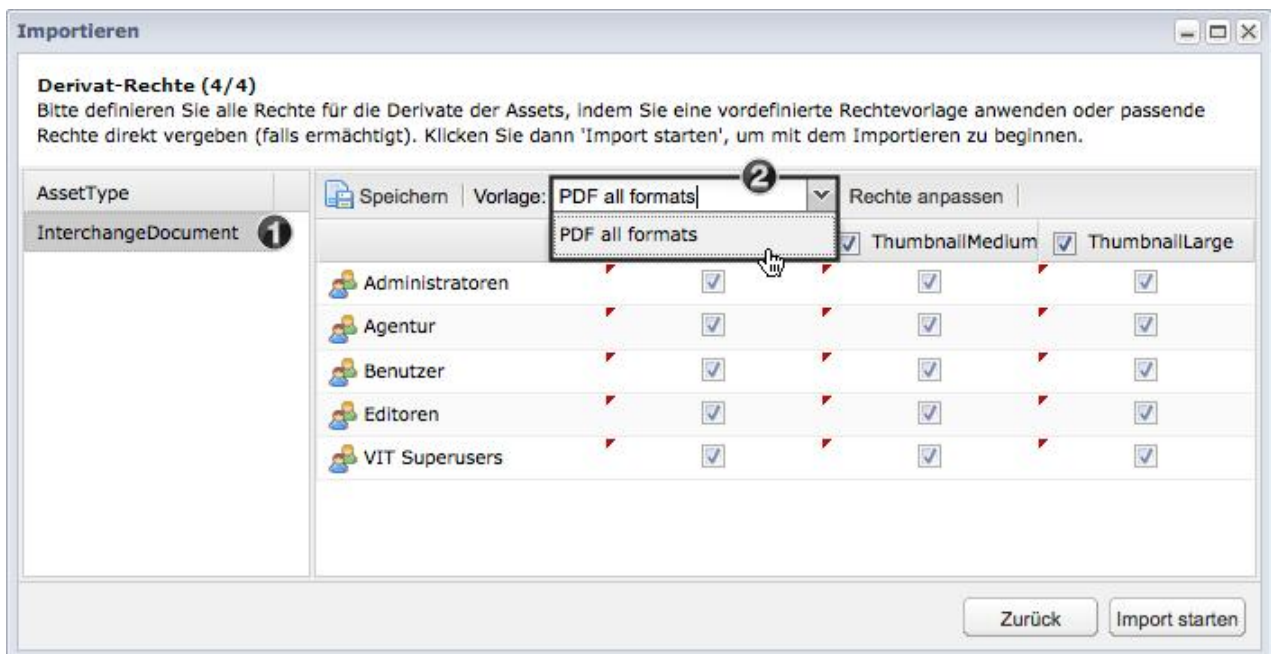 Importieren
Derivat-Rechte (4/4)
Bitte definieren Sie alle Rechte für die Derivate der Assets, indem Sie eine vordefinierte Rechtevorlage anwenden oder passende
Rechte direkt vergeben (falls ermächtigt). Klicken Sie dann 'Import starten', um mit dem Importieren zu beginnen.
AssetType
Speichern Vorlage: PDF all formats 2 Rechte anpassen
InterchangeDocument 1
PDF all formats
ThumbnailMedium ThumbnailLarge
Administratoren
Agentur
Benutzer
Editoren
VIT Superusers
Zurück Import starten